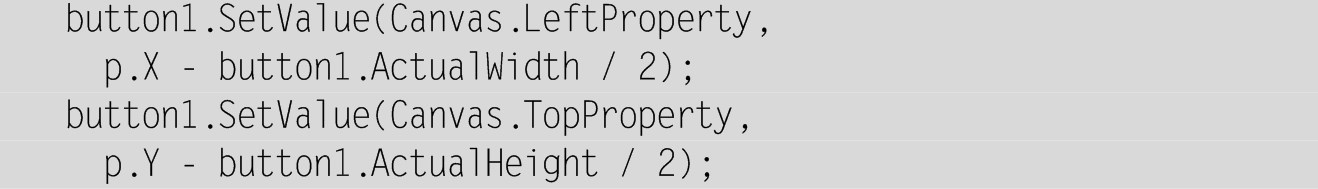 button1.SetValue(Canvas.LeftProperty,
  p.X - button1.ActualWidth / 2);
button1.SetValue(Canvas.TopProperty,
  p.Y - button1.ActualHeight / 2);